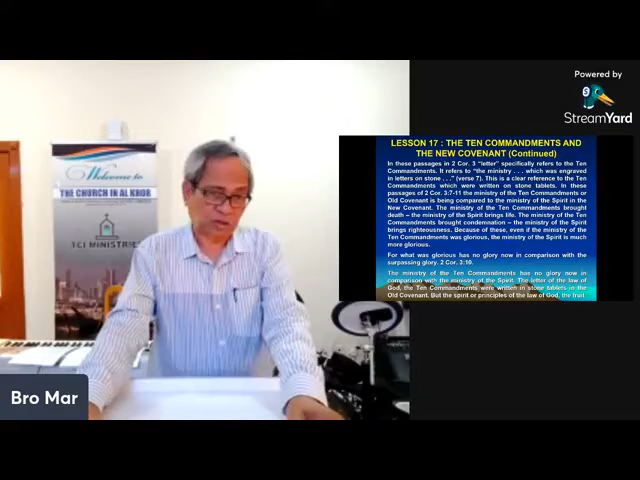 Powered by
StreamYard
LESSON 17 : THE TEN COMMANDMENTS AND
THE NEW COVENANT (Continued)
In these passages in 2 Cor. 3 "letter" specifically refers to the Ten
Commandments. It refers to "the ministry . . . which was engraved
in letters on stone . . ." (verse 7). This is a clear reference to the Ten
Commandments which were written on stone tablets. In these
passages of 2 Cor. 3:7-11 the ministry of the Ten Commandments or
Old Covenant is being compared to the ministry of the Spirit in the
New Covenant. The ministry of the Ten Commandments brought
death – the ministry of the Spirit brings life. The ministry of the Ten
Commandments brought condemnation – the ministry of the Spirit
brings righteousness. Because of these, even if the ministry of the
Ten Commandments was glorious, the ministry of the Spirit is much
more glorious.
For what was glorious has no glory now in comparison with the
surpassing glory. 2 Cor. 3:10.
The ministry of the Ten Commandments has no glory now in
comparison with the ministry of the Spirit. The letter of the law of
God, the Ten Commandments were written in stone tablets in the
Old Covenant. But the spirit or principles of the law of God, the fruit
Welcome to
THE CHURCH IN AL KHOR
TCI MINISTRIES
Bro Mar